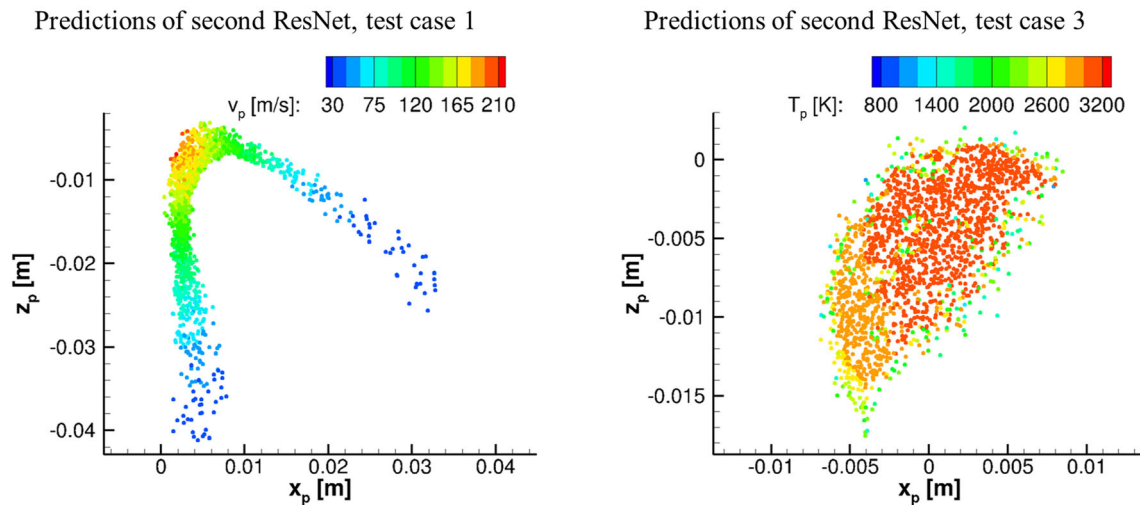 Predictions of second ResNet, test case 1
v_p [m/s]: 30 75 120 165 210
-0.01
-0.02
-0.03
-0.04
z_p [m]
0 0.01 0.02 0.03 0.04
x_p [m]
Predictions of second ResNet, test case 3
T_p [K]: 800 1400 2000 2600 3200
0
-0.005
-0.01
-0.015
z_p [m]
-0.01 -0.005 0 0.005 0.01
x_p [m]